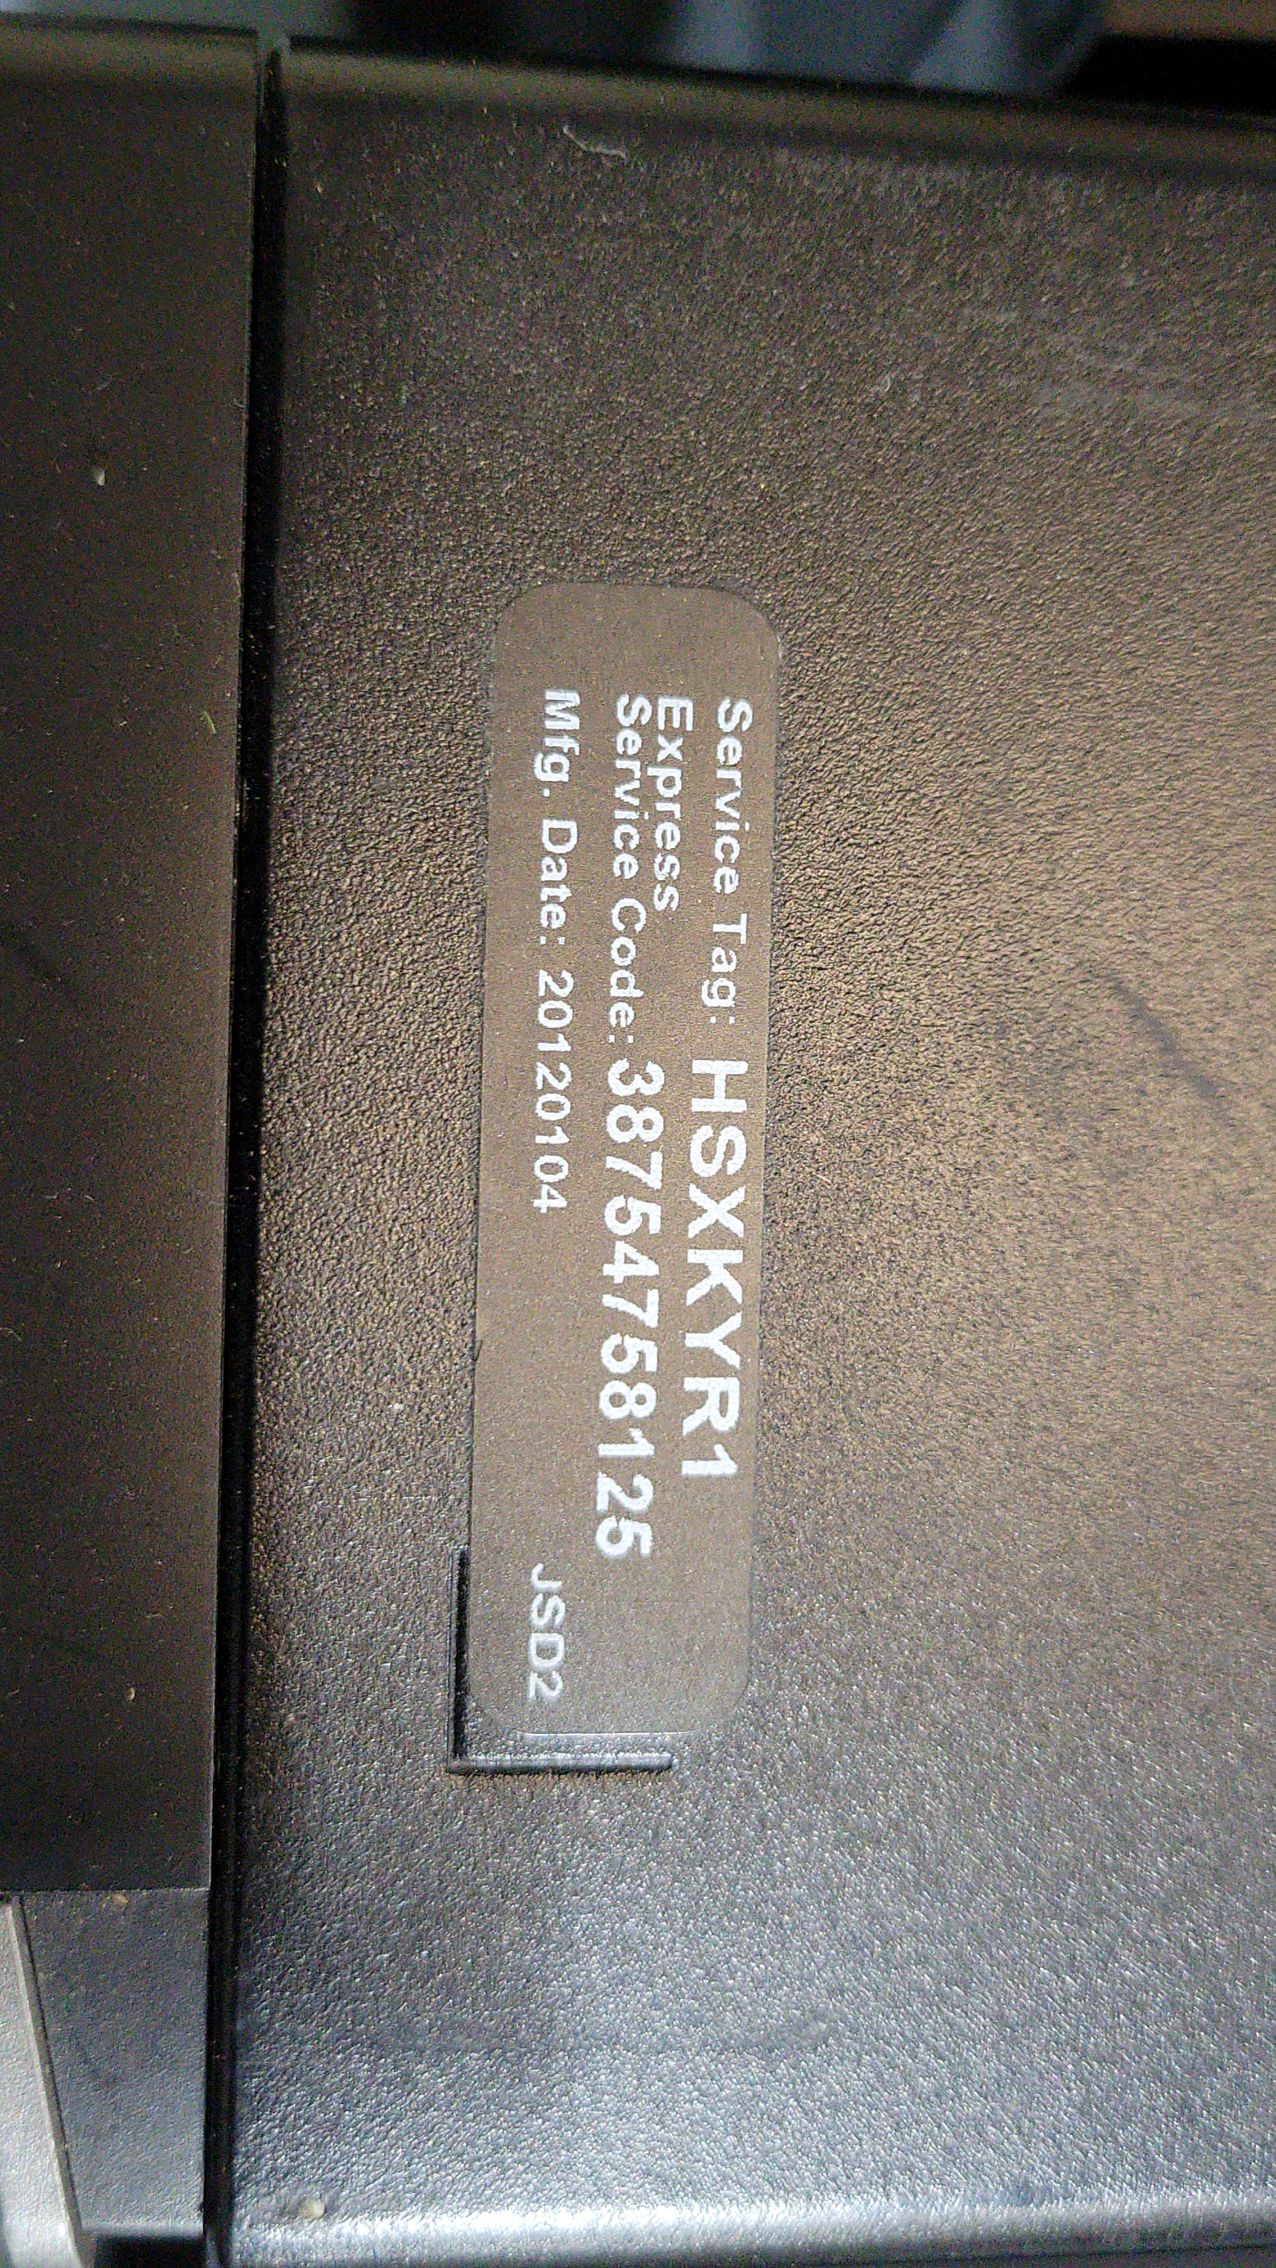 Service Tag: HSXKYR1
Express
Service Code: 38754758125
Mfg. Date: 20120104 JSD2